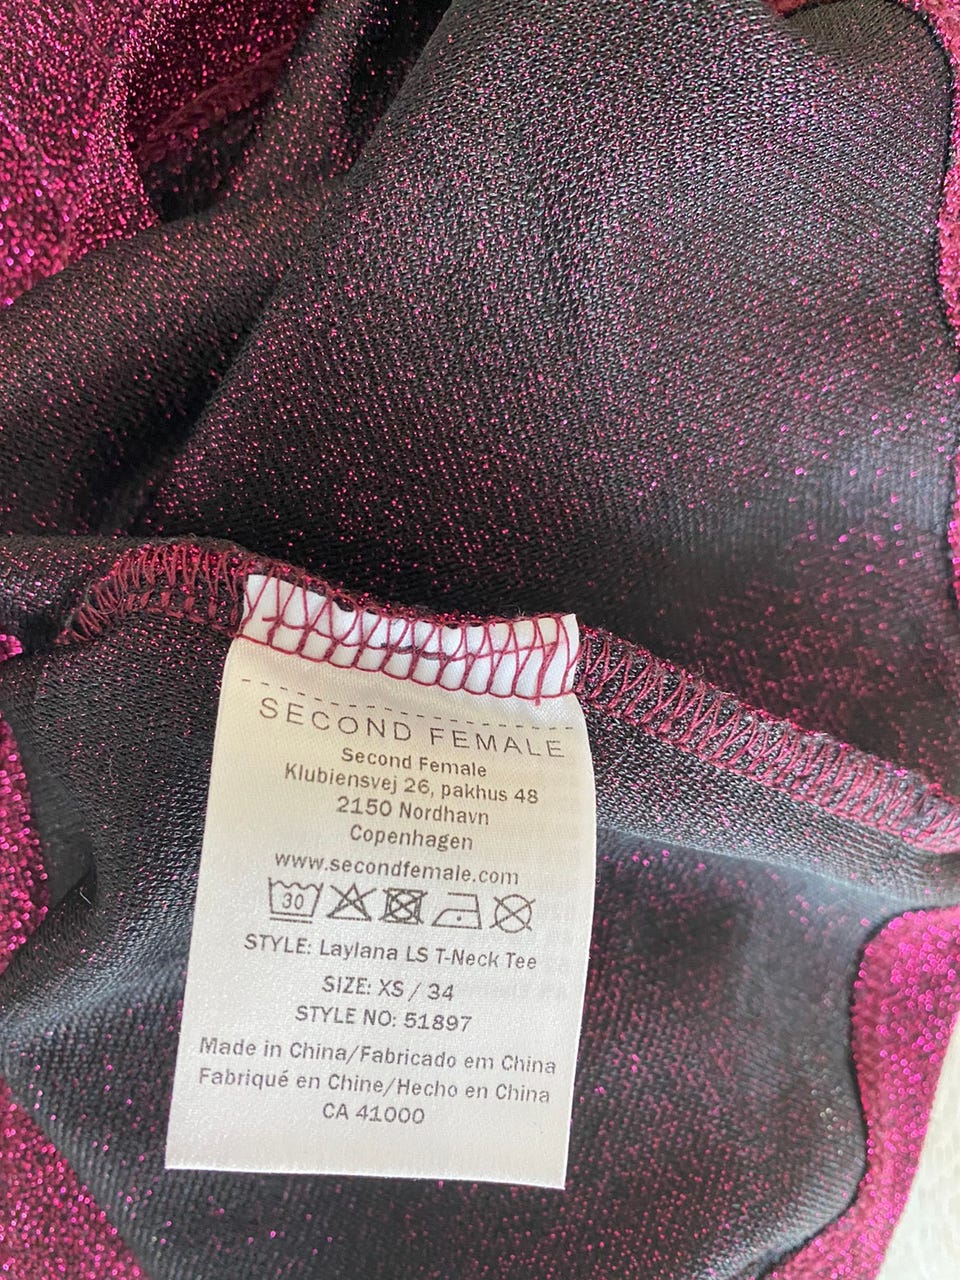 SECOND FEMALE
Second Female
Klubiensvej 26, pakhus 48
2150 Nordhavn
Copenhagen
www.secondfemale.com
30
STYLE: Laylana LS T-Neck Tee
SIZE: XS / 34
STYLE NO: 51897
Made in China/Fabricado em China
Fabriqué en Chine/Hecho en China
CA 41000